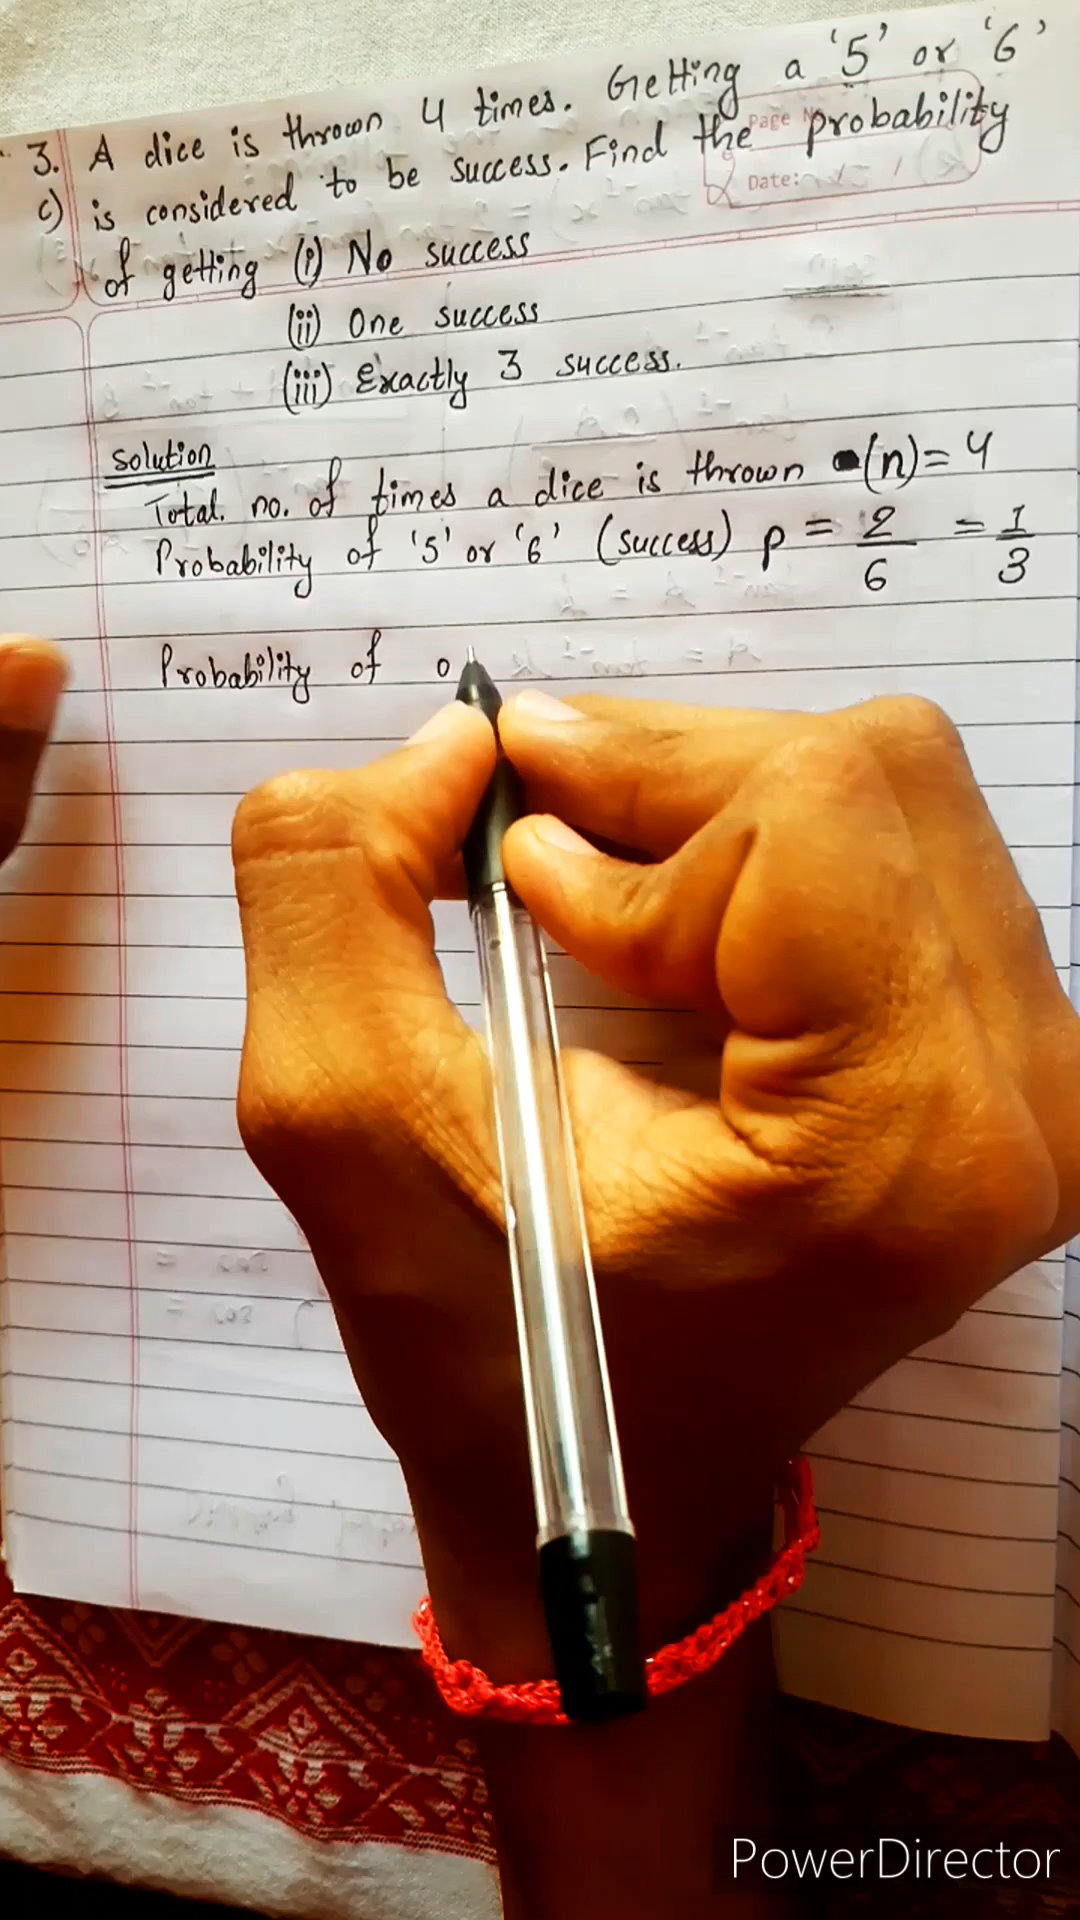 3. A dice is thrown 4 times. Getting a '5' or '6'
c) is considered to be success. Find the probability
Page
Date:
of getting (i) No success
(ii) One success
(iii) Exactly 3 success.
Solution
Total. no. of times a dice is thrown (n) = 4
Probability of '5' or '6' (success) p = 2/6 = 1/3
Probability of o
PowerDirector